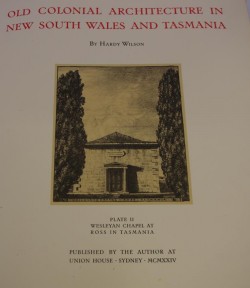 OLD COLONIAL ARCHITECTURE IN
NEW SOUTH WALES AND TASMANIA
BY HARDY WILSON
PLATE II
WESLEYAN CHAPEL AT
ROSS IN TASMANIA
PUBLISHED BY THE AUTHOR AT
UNION HOUSE · SYDNEY · MCMXXIV